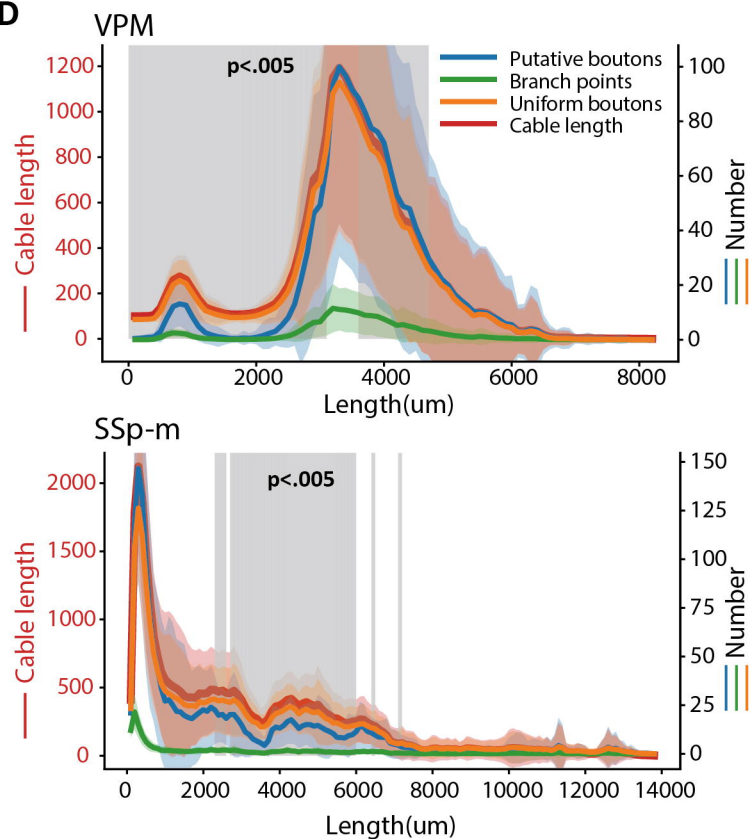 D
VPM
p<.005
Putative boutons
Branch points
Uniform boutons
Cable length
1200
1000
800
600
400
200
0
Cable length
100
80
60
40
20
0
Number
0 2000 4000 6000 8000
Length(um)
SSp-m
p<.005
2000
1500
1000
500
0
Cable length
150
125
100
75
50
25
0
Number
0 2000 4000 6000 8000 10000 12000 14000
Length(um)